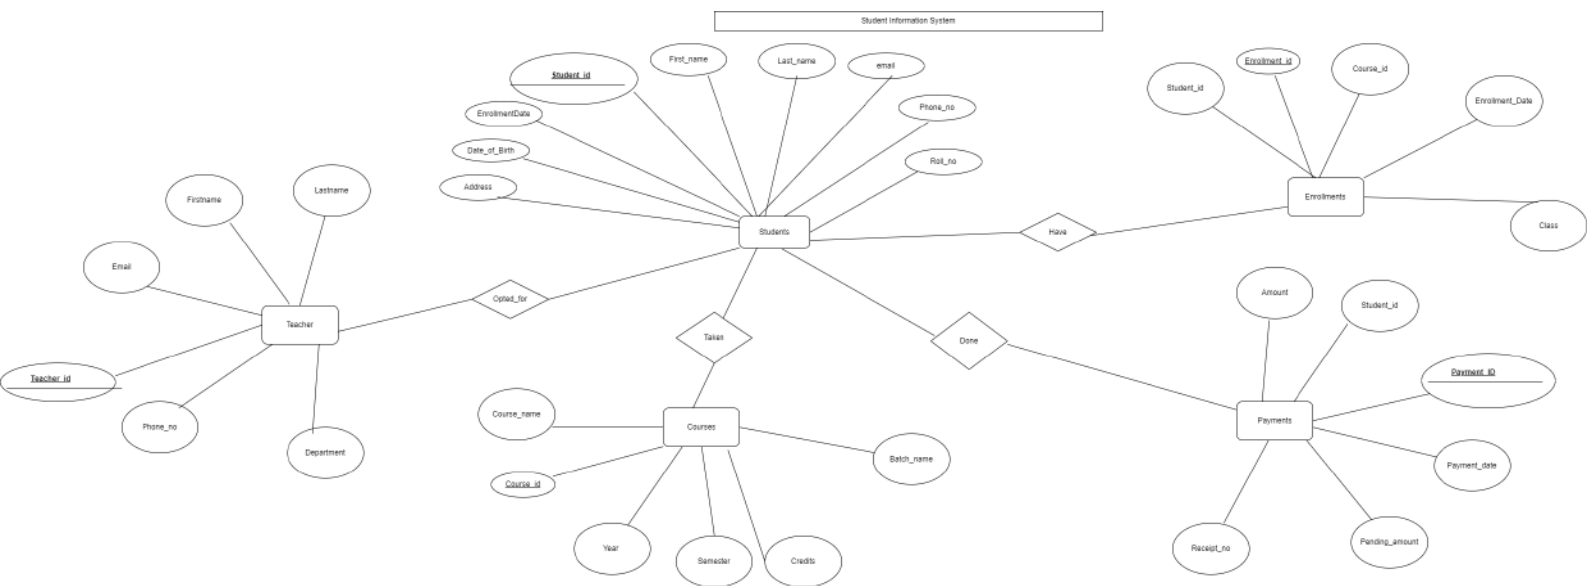 Student Information System
Student_id
First_name
Last_name
email
Phone_no
Roll_no
EnrollmentDate
Date_of_Birth
Address
Students
Enrollment_id
Course_id
Student_id
Enrollment_Date
Enrollments
Class
Have
Firstname
Lastname
Email
Teacher
Teacher_id
Phone_no
Department
Opted_for
Taken
Done
Course_name
Courses
Course_id
Batch_name
Year
Semester
Credits
Amount
Student_id
Payment_ID
Payments
Payment_date
Receipt_no
Pending_amount